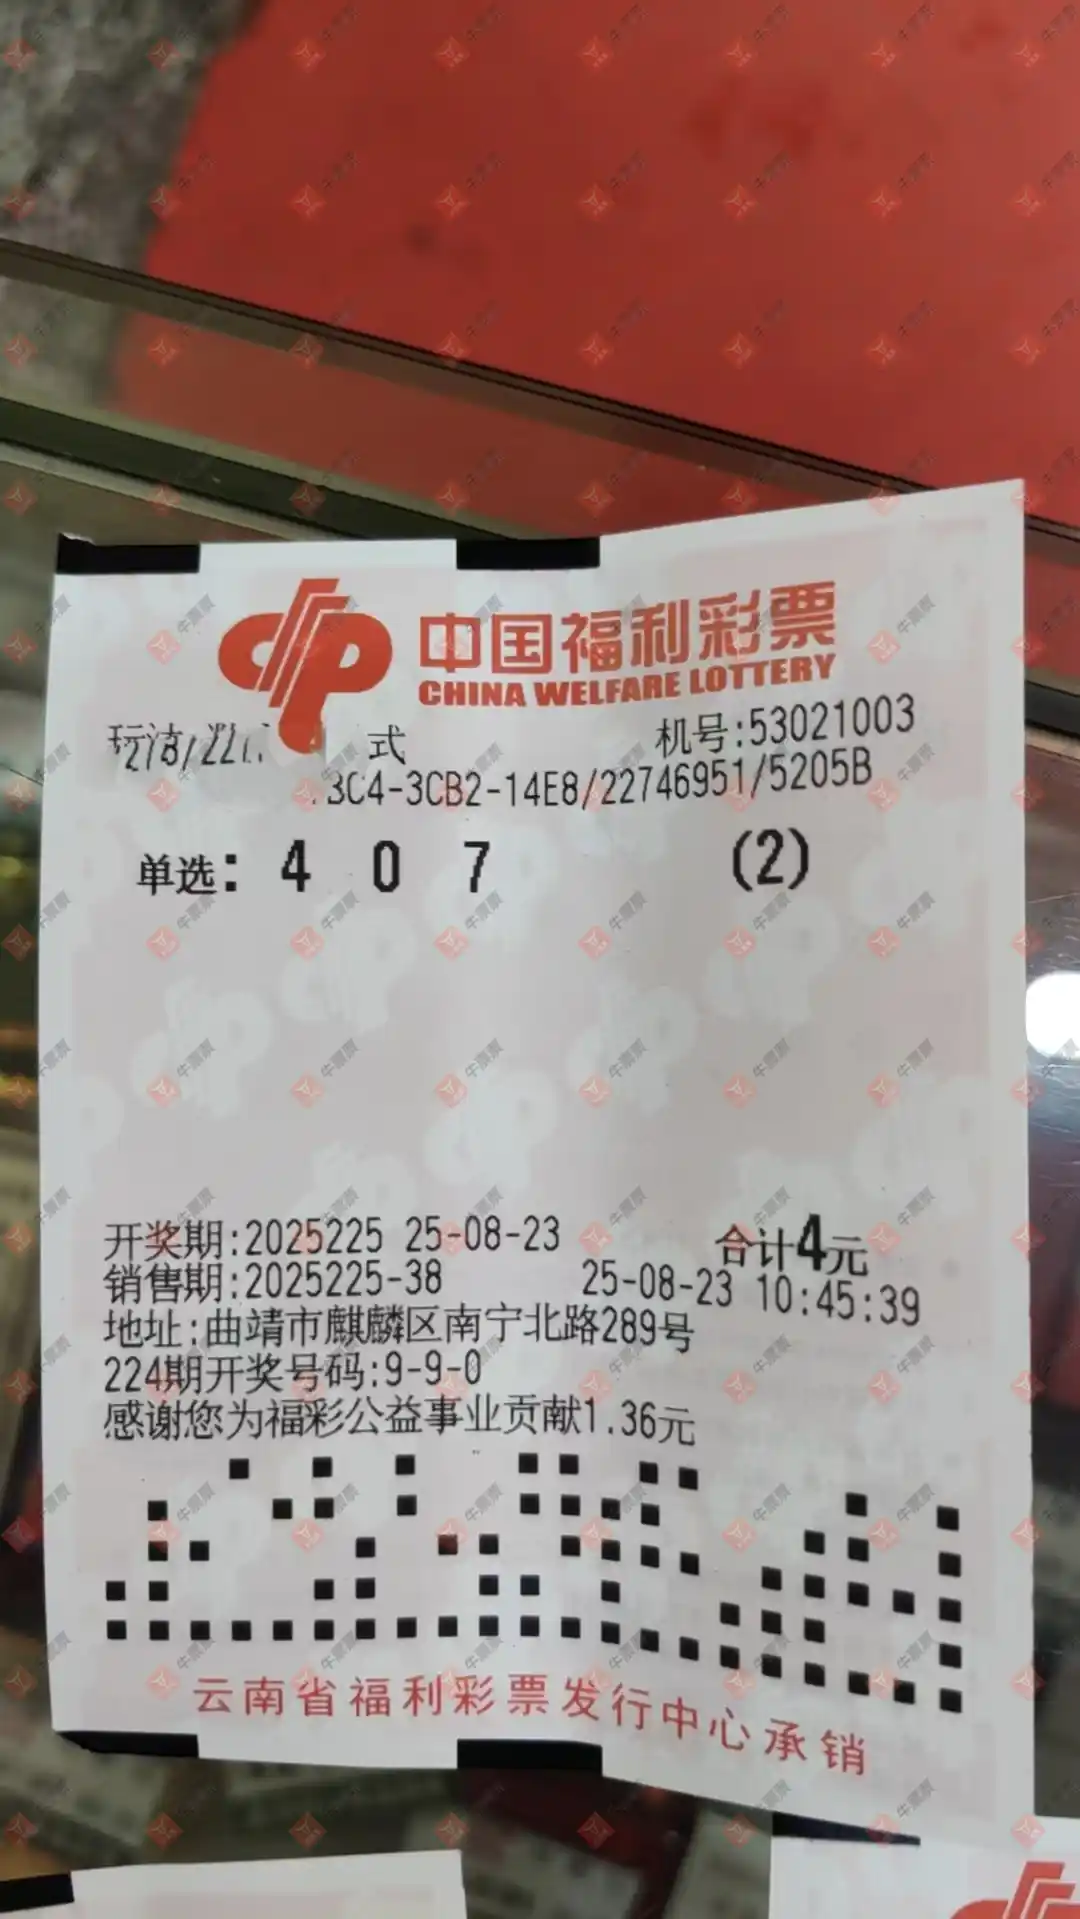 中国福利彩票
CHINA WELFARE LOTTERY
式 机号:53021003
3C4-3CB2-14E8/22746951/5205B
单选: 4 0 7 (2)
开奖期:2025225 25-08-23 合计4元
销售期:2025225-38 25-08-23 10:45:39
地址:曲靖市麒麟区南宁北路289号
224期开奖号码:9-9-0
感谢您为福彩公益事业贡献1.36元
云南省福利彩票发行中心承销
牛票票